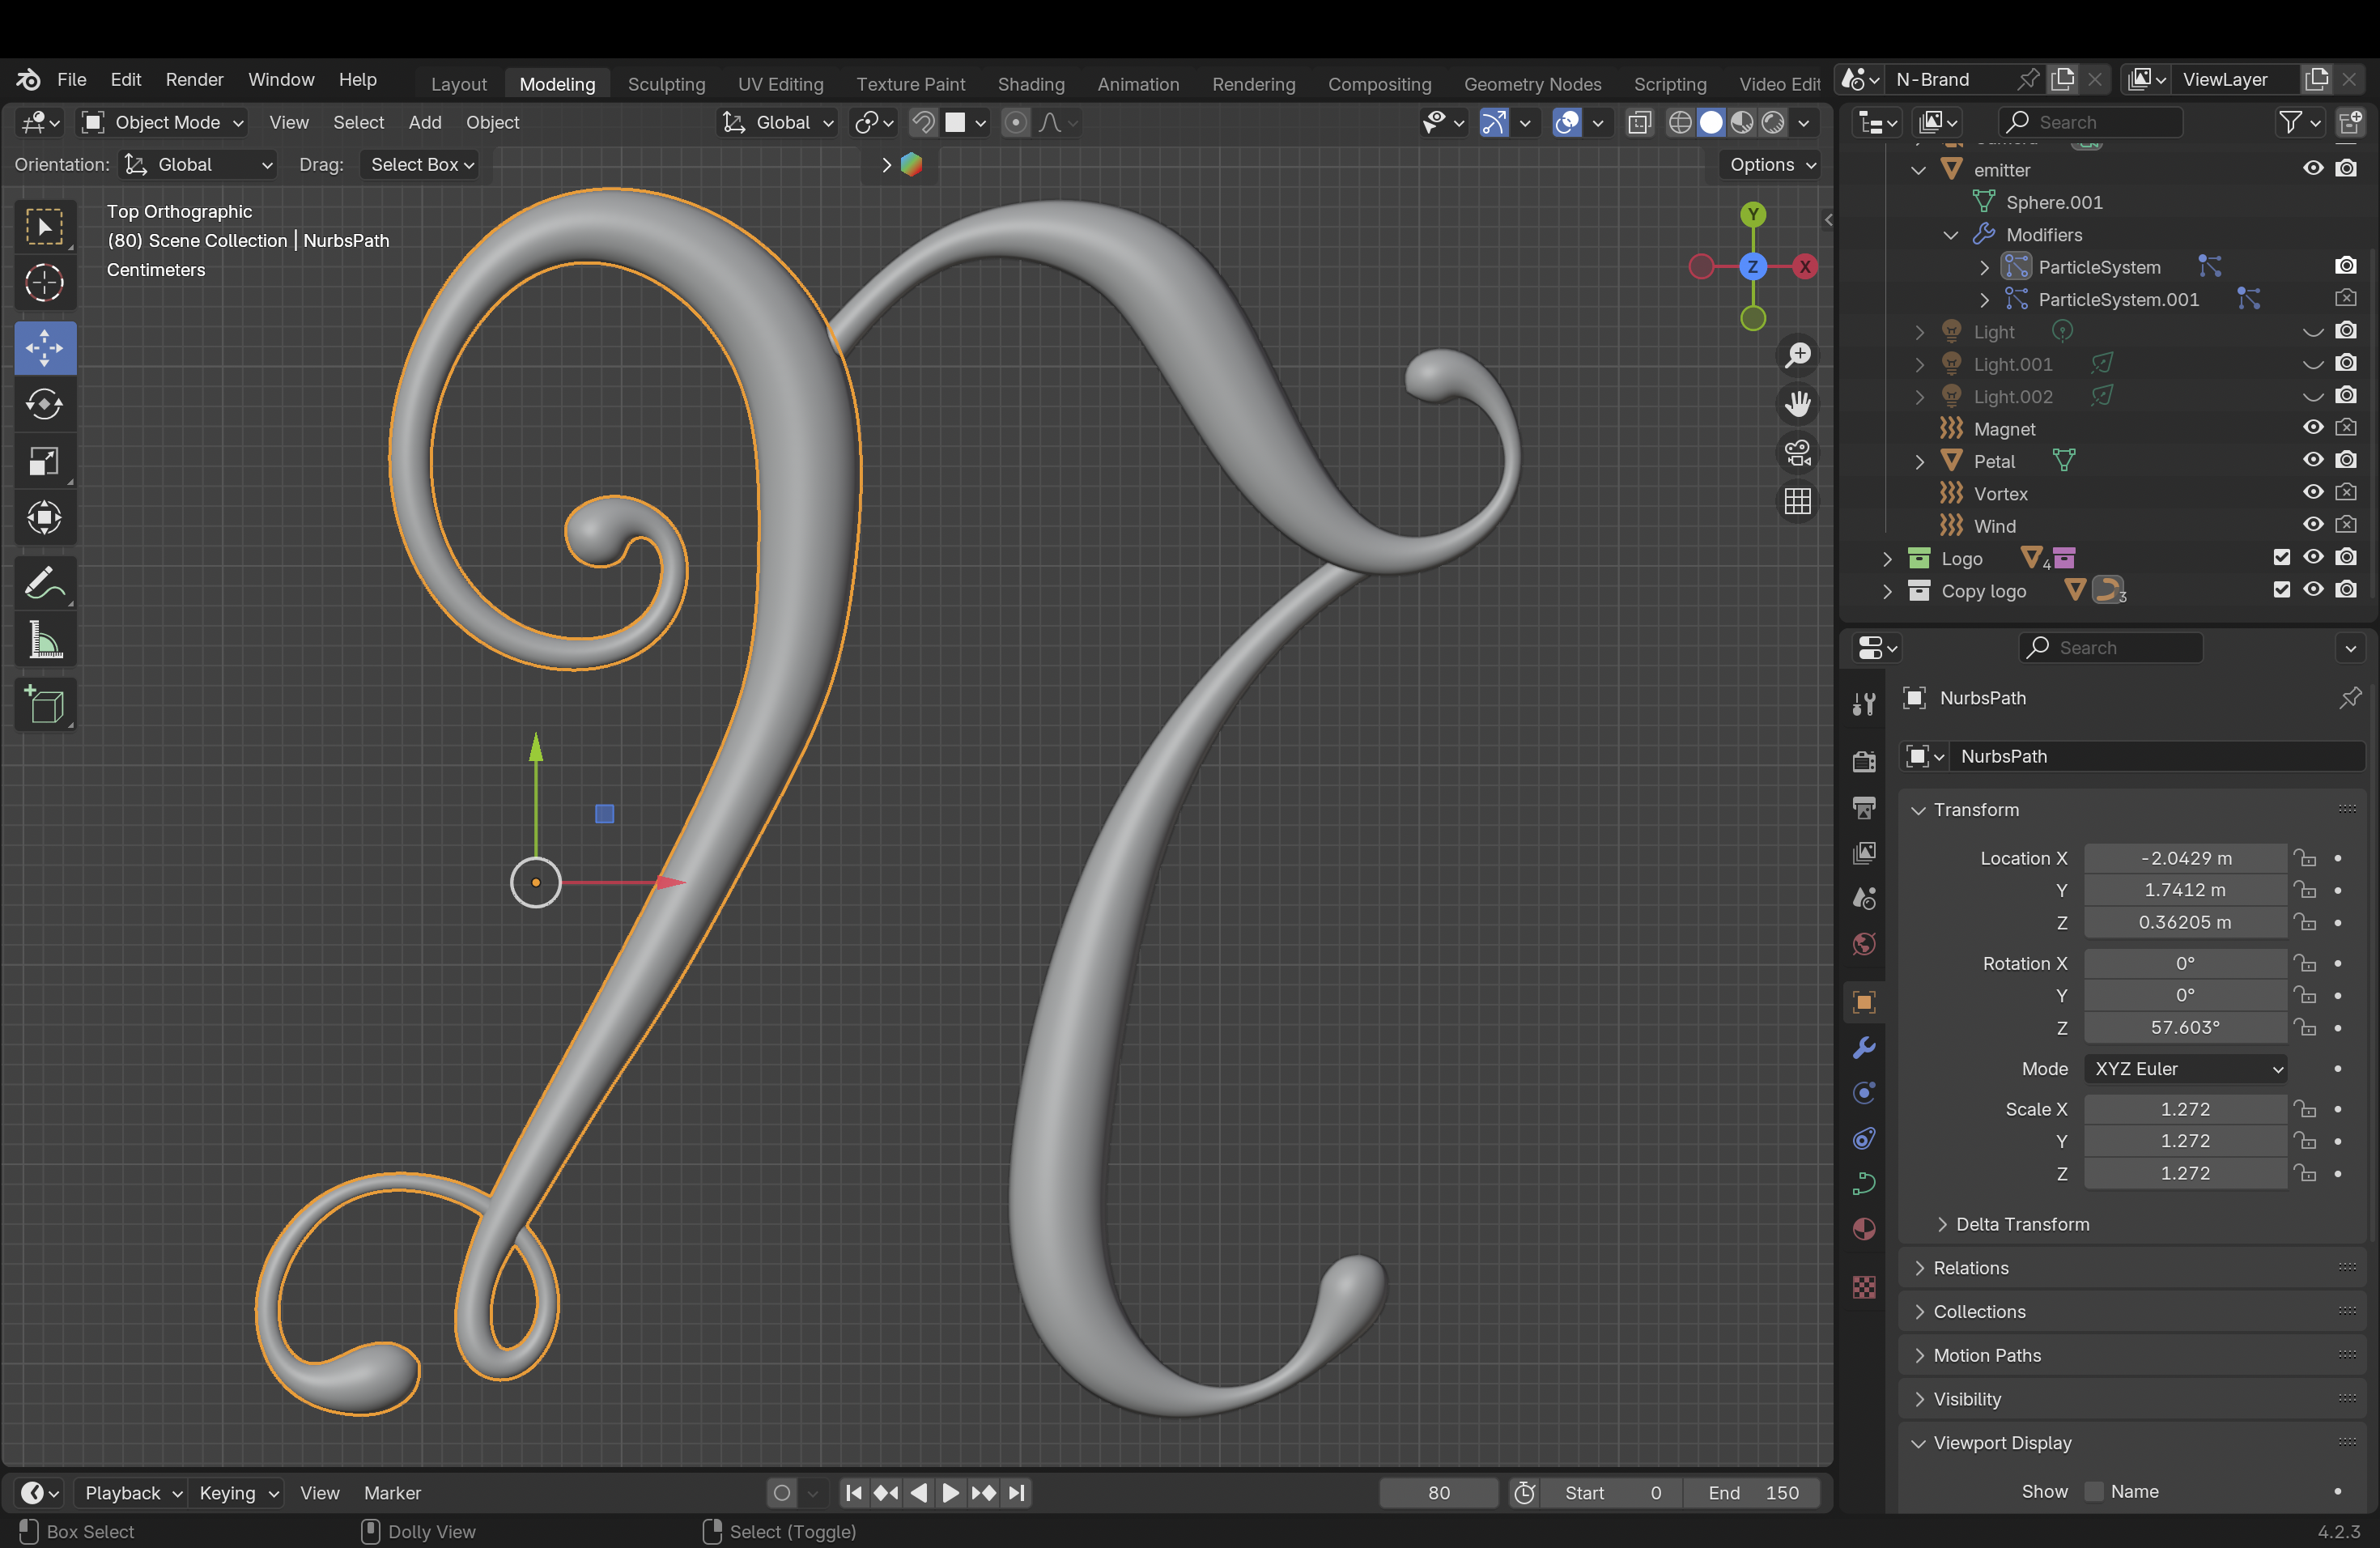 File Edit Render Window Help
Layout Modeling Sculpting UV Editing Texture Paint Shading Animation Rendering Compositing Geometry Nodes Scripting Video Edit
N-Brand
ViewLayer
Object Mode View Select Add Object
Global
Search
Orientation: Global Drag: Select Box
Options
Top Orthographic
(80) Scene Collection | NurbsPath
Centimeters
Y
Z
X
emitter
Sphere.001
Modifiers
ParticleSystem
ParticleSystem.001
Light
Light.001
Light.002
Magnet
Petal
Vortex
Wind
Logo 4
Copy logo 3
Search
NurbsPath
NurbsPath
Transform
Location X -2.0429 m
Y 1.7412 m
Z 0.36205 m
Rotation X 0°
Y 0°
Z 57.603°
Mode XYZ Euler
Scale X 1.272
Y 1.272
Z 1.272
Delta Transform
Relations
Collections
Motion Paths
Visibility
Viewport Display
Show Name
Playback Keying View Marker
80 Start 0 End 150
Box Select Dolly View Select (Toggle) 4.2.3